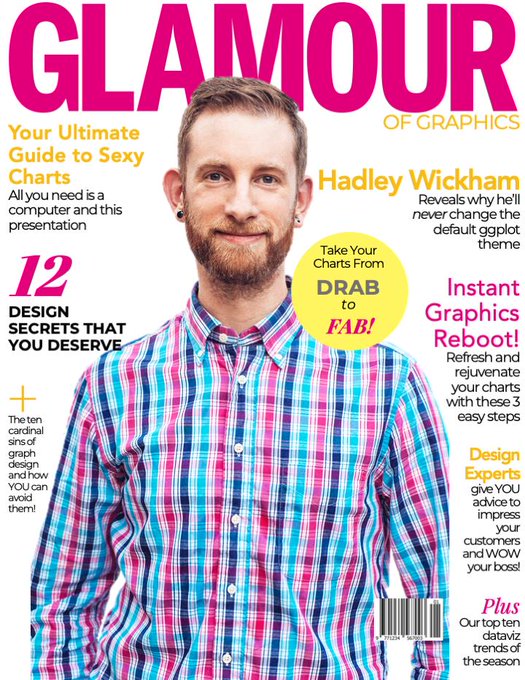 GLAMOUR
OF GRAPHICS
Your Ultimate
Guide to Sexy
Charts
All you need is a
computer and this
presentation
12
DESIGN
SECRETS THAT
YOU DESERVE
+
The ten
cardinal
sins of
graph
design
and how
YOU can
avoid
them!
Hadley Wickham
Reveals why he'll
never change the
default ggplot
theme
Take Your
Charts From
DRAB
to
FAB!
Instant
Graphics
Reboot!
Refresh and
rejuvenate
your charts
with these 3
easy steps
Design
Experts
give YOU
advice to
impress
your
customers
and WOW
your boss!
Plus
Our top ten
dataviz
trends of
the season
9 771234 567003